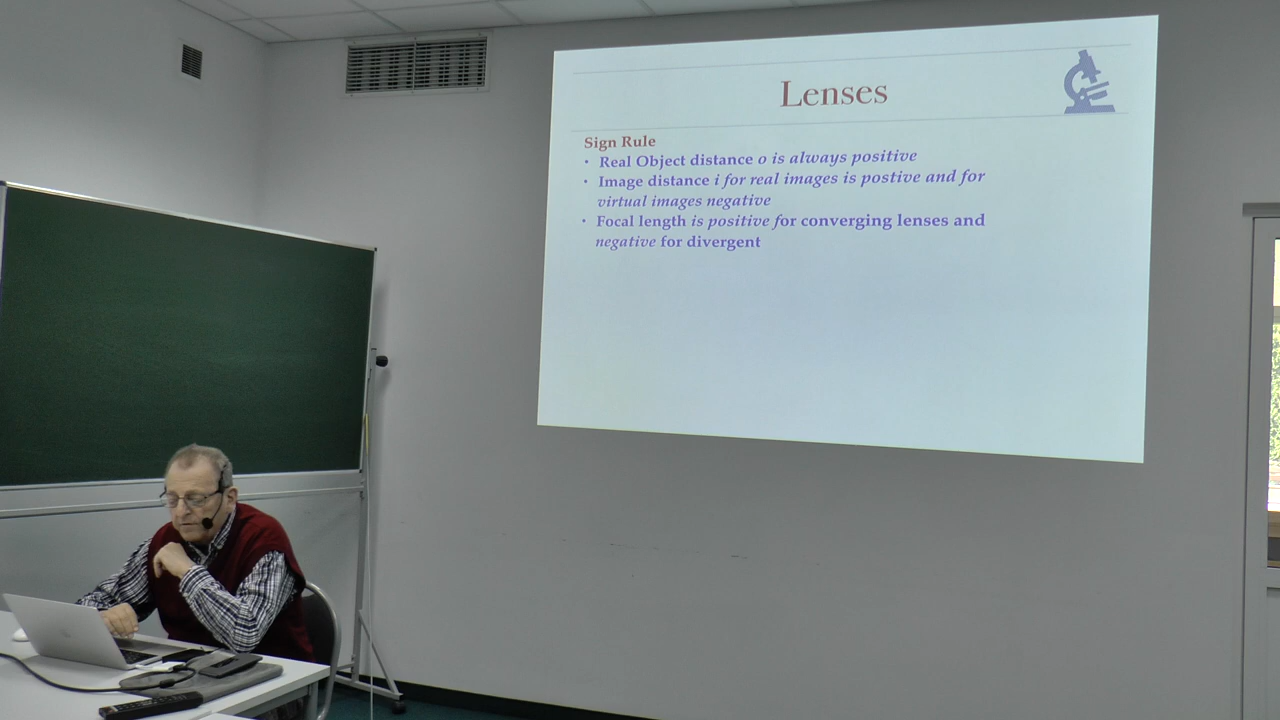 Lenses
Sign Rule
• Real Object distance o is always positive
• Image distance i for real images is postive and for
virtual images negative
• Focal length is positive for converging lenses and
negative for divergent